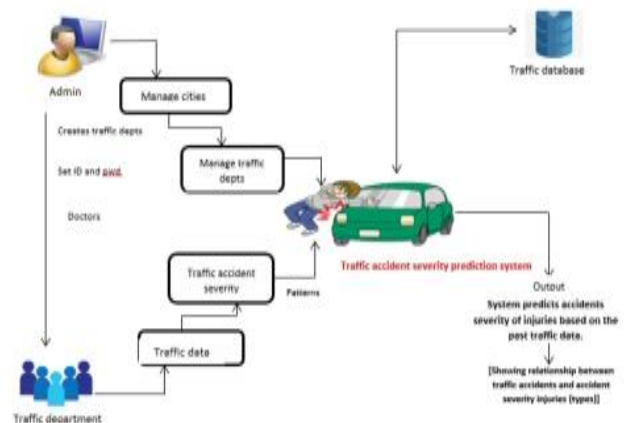 Admin
Traffic database
Manage cities
Creates traffic depts
Manage traffic
depts
Set ID and pwd.
Doctors
Traffic accident severity prediction system
Traffic accident
severity
Patterns
Output
System predicts accidents
severity of injuries based on the
past traffic data.
Traffic data
[Showing relationship between
traffic accidents and accident
severity injuries [types]]
Traffic department